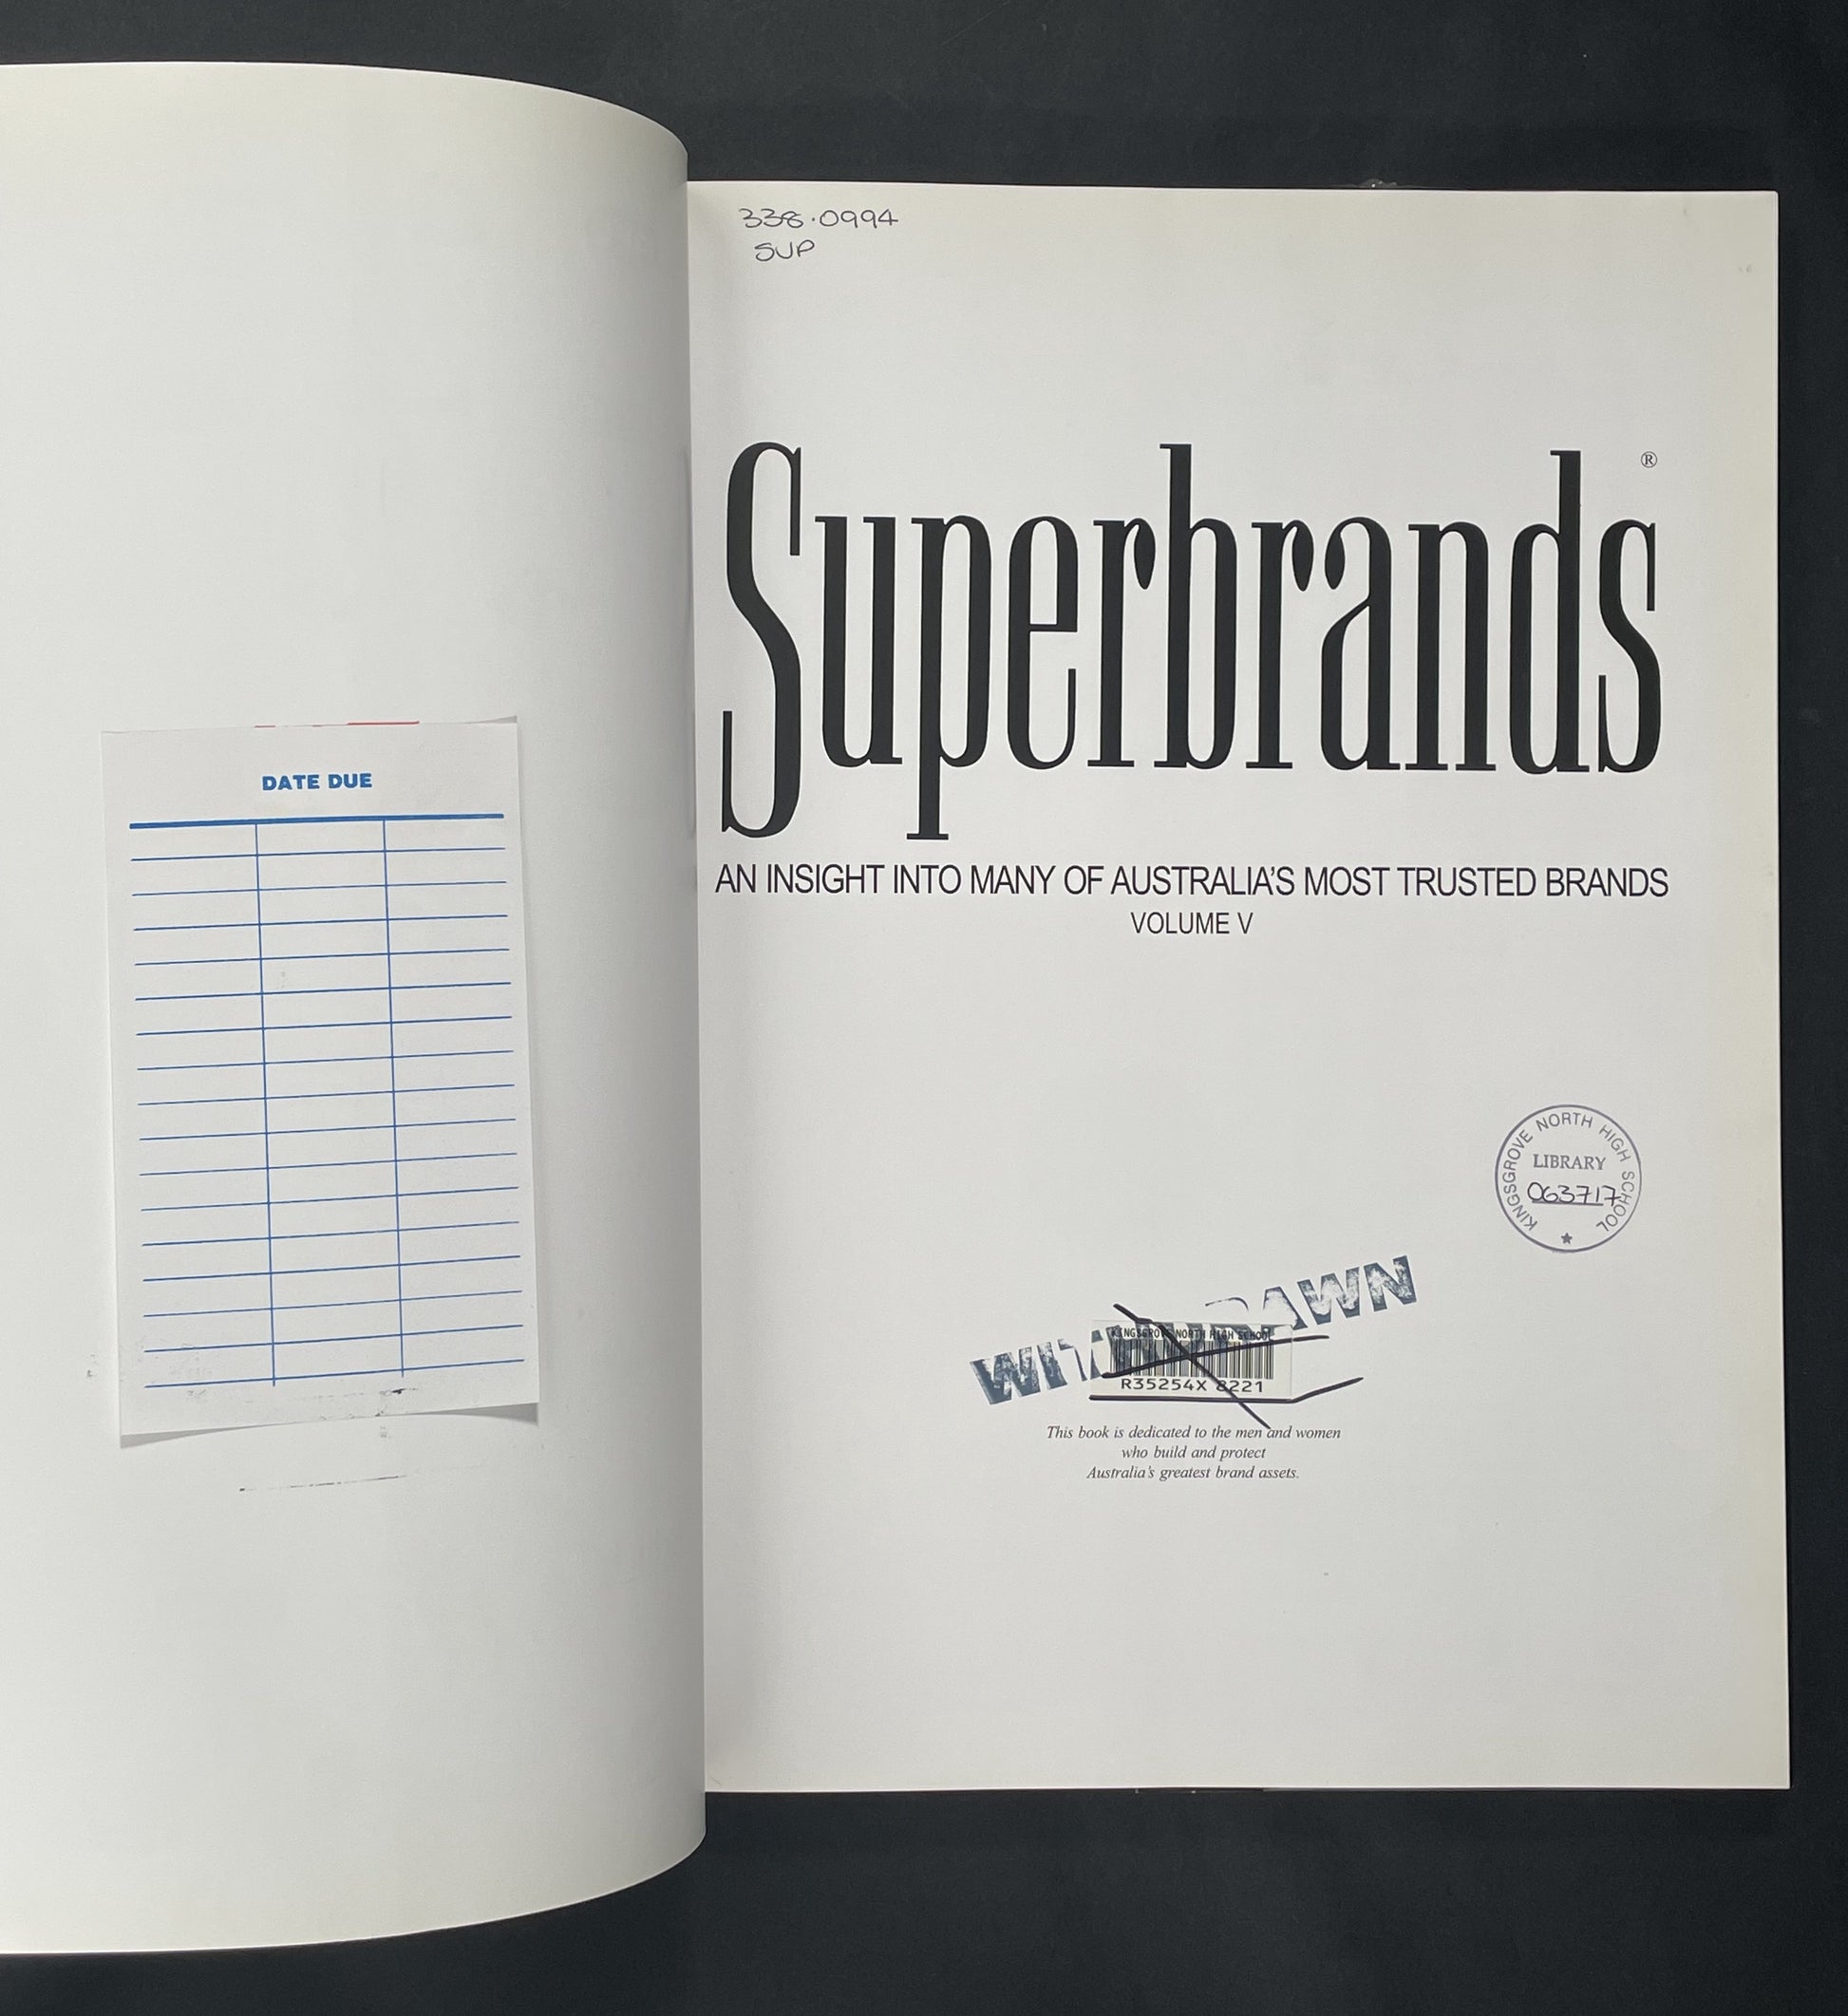 DATE DUE
338.0994
SUP
Superbrands®
AN INSIGHT INTO MANY OF AUSTRALIA'S MOST TRUSTED BRANDS
VOLUME V
KINGSGROVE NORTH HIGH SCHOOL
LIBRARY
063717
WITHDRAWN
KINGSGROVE NORTH HIGH SCHOOL
R35254X 8221
This book is dedicated to the men and women
who build and protect
Australia's greatest brand assets.